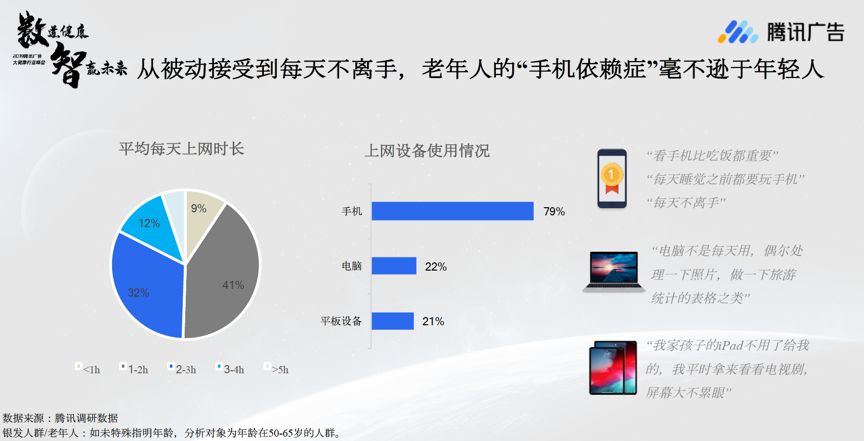 数造健康
智赢未来
2019腾讯广告
大健康行业峰会
腾讯广告
从被动接受到每天不离手，老年人的“手机依赖症”毫不逊于年轻人
平均每天上网时长
9%
41%
32%
12%
<1h
1-2h
2-3h
3-4h
>5h
上网设备使用情况
手机 79%
电脑 22%
平板设备 21%
“看手机比吃饭都重要”
“每天睡觉之前都要玩手机”
“每天不离手”
“电脑不是每天用，偶尔处
理一下照片，做一下旅游
统计的表格之类”
“我家孩子的iPad不用了给我
的，我平时拿来看看电视剧，
屏幕大不累眼”
数据来源：腾讯调研数据
银发人群/老年人：如未特殊指明年龄，分析对象为年龄在50-65岁的人群。